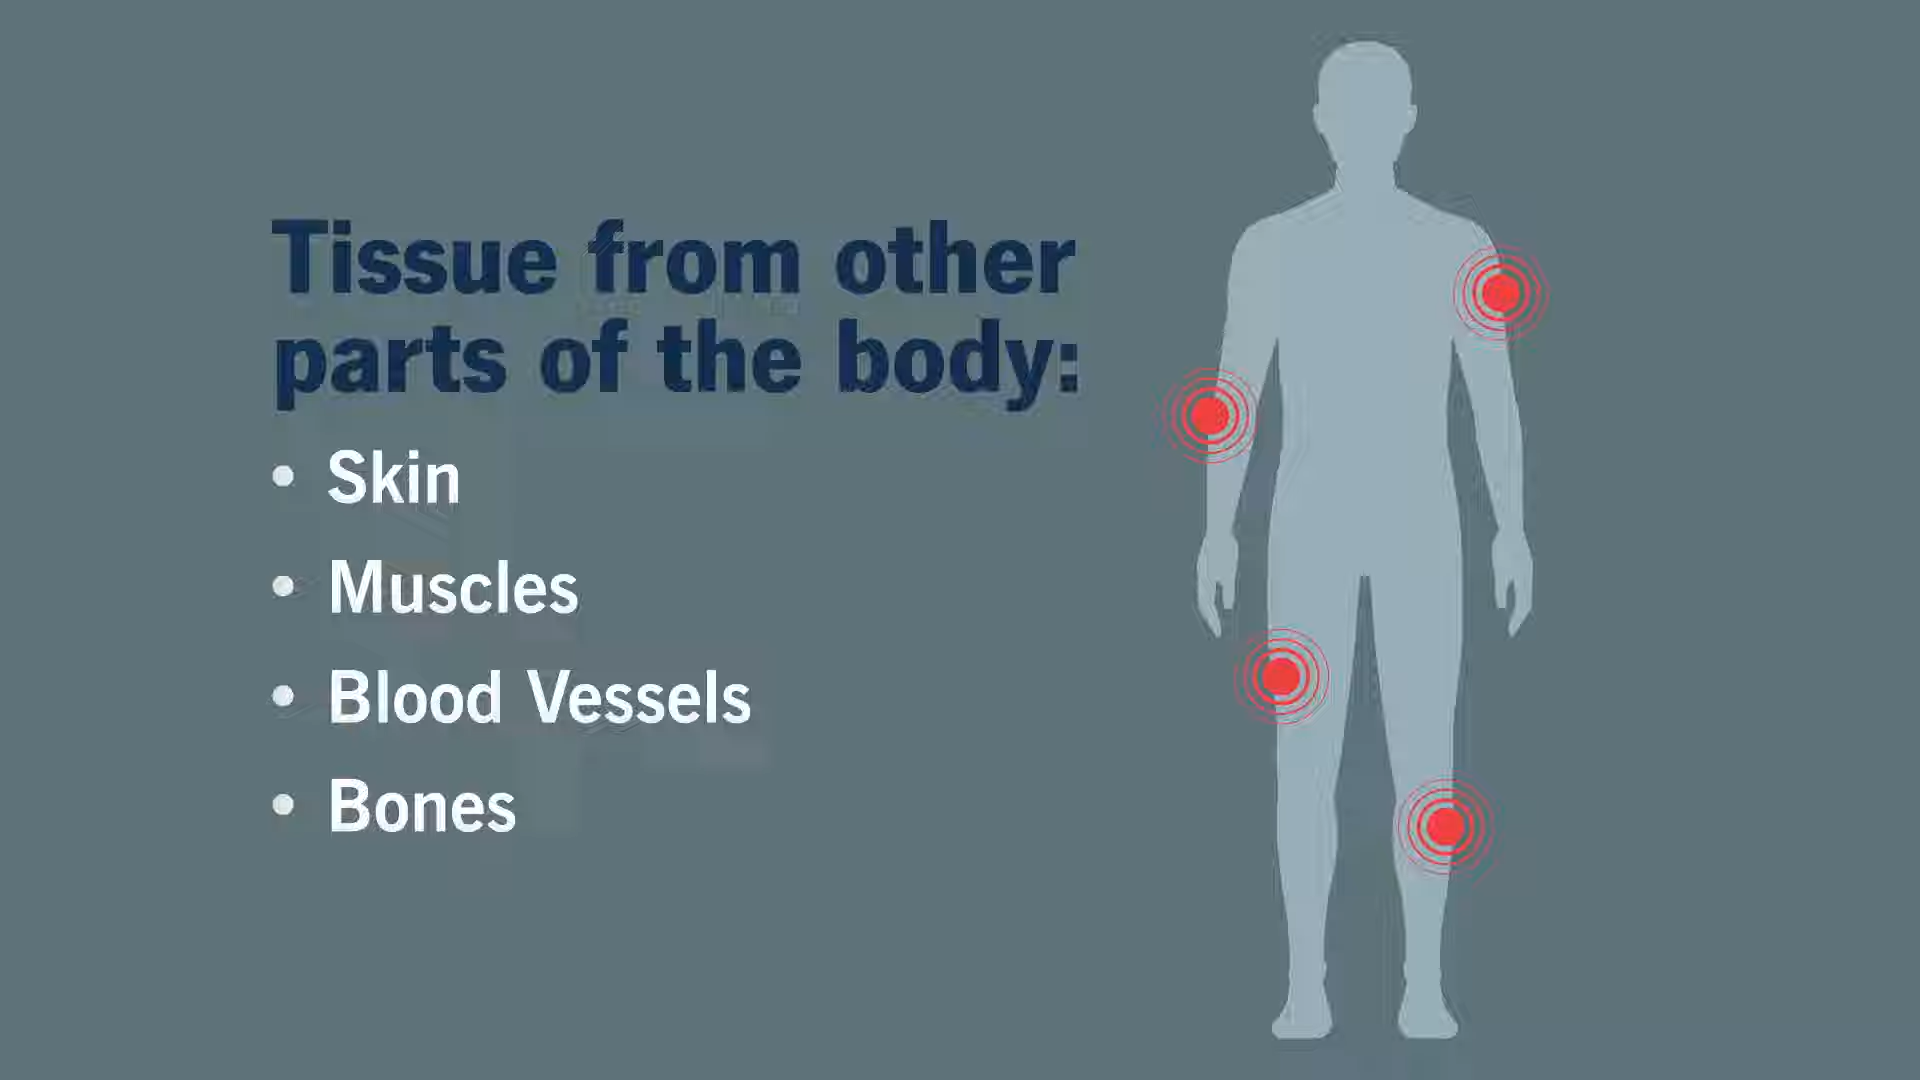 Tissue from other
parts of the body:
• Skin
• Muscles
• Blood Vessels
• Bones